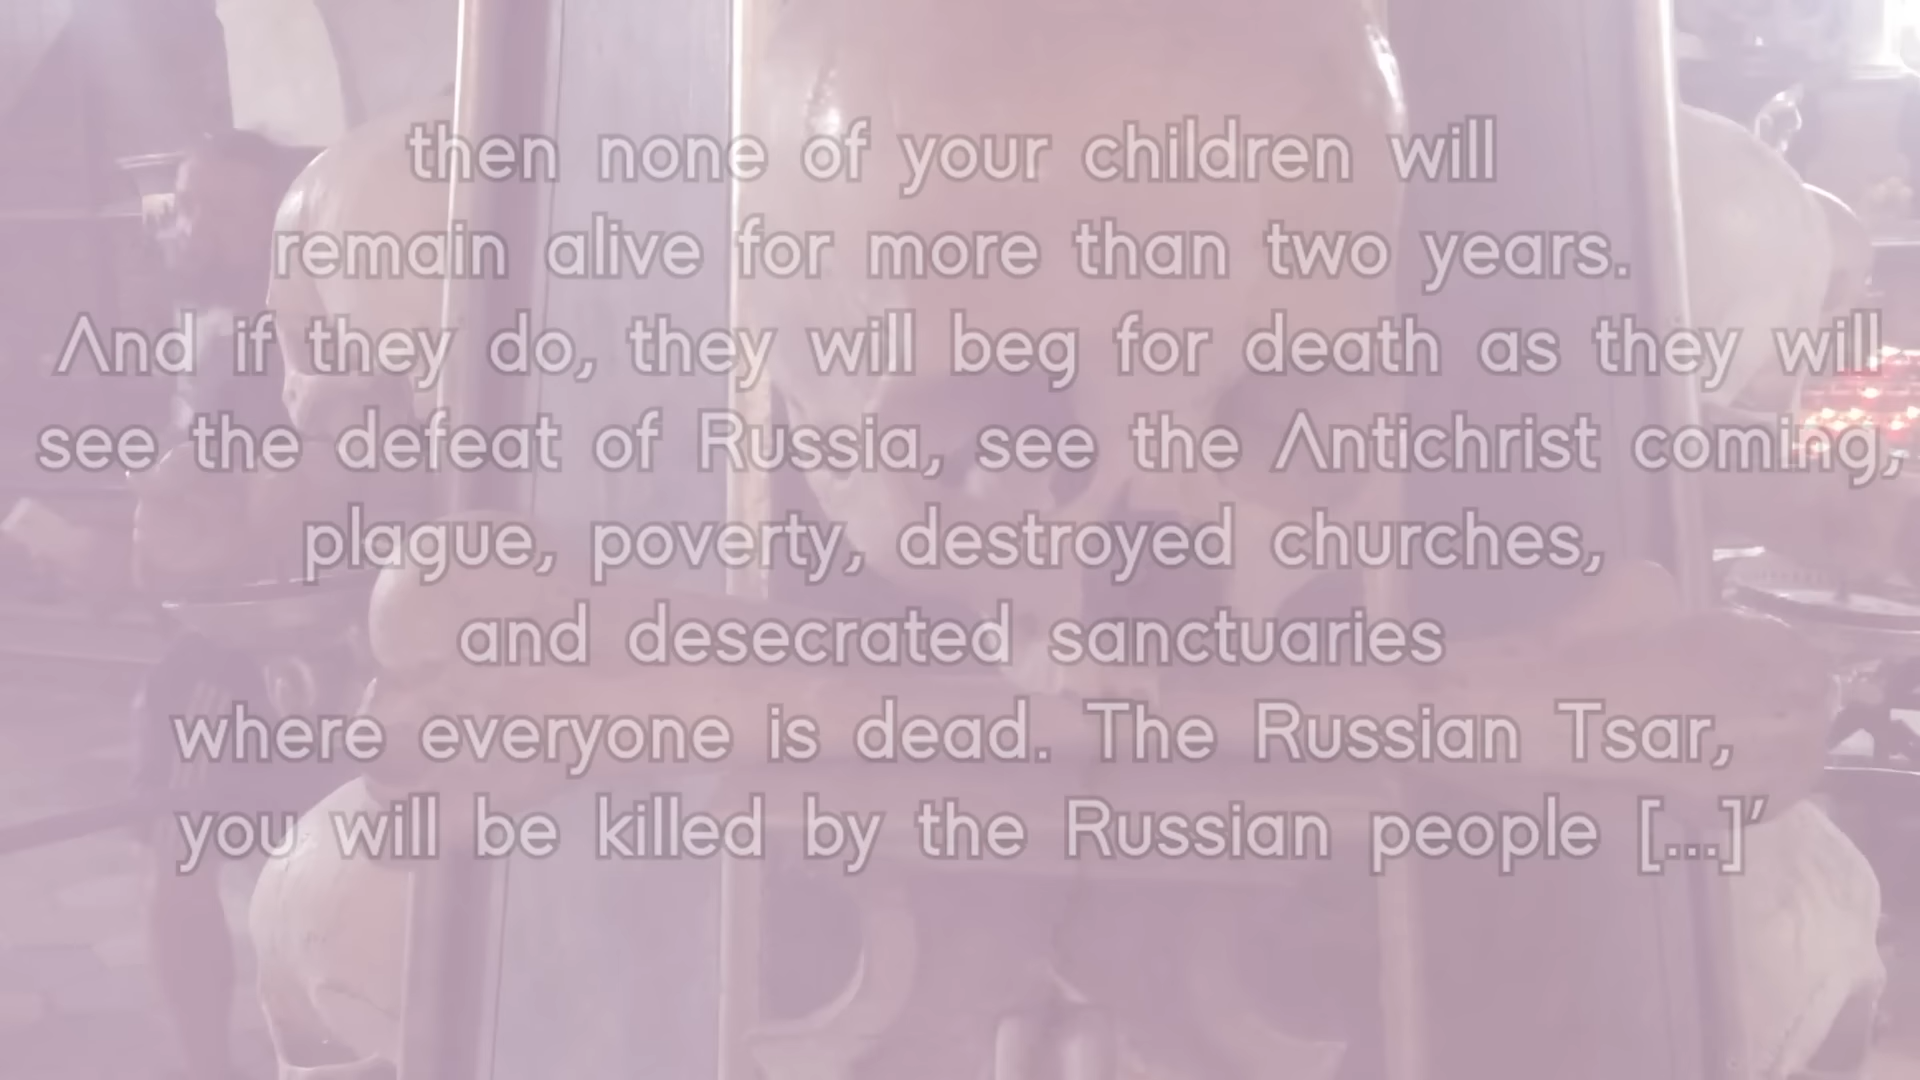 then none of your children will
remain alive for more than two years.
And if they do, they will beg for death as they will
see the defeat of Russia, see the Antichrist coming,
plague, poverty, destroyed churches,
and desecrated sanctuaries
where everyone is dead. The Russian Tsar,
you will be killed by the Russian people [...]'